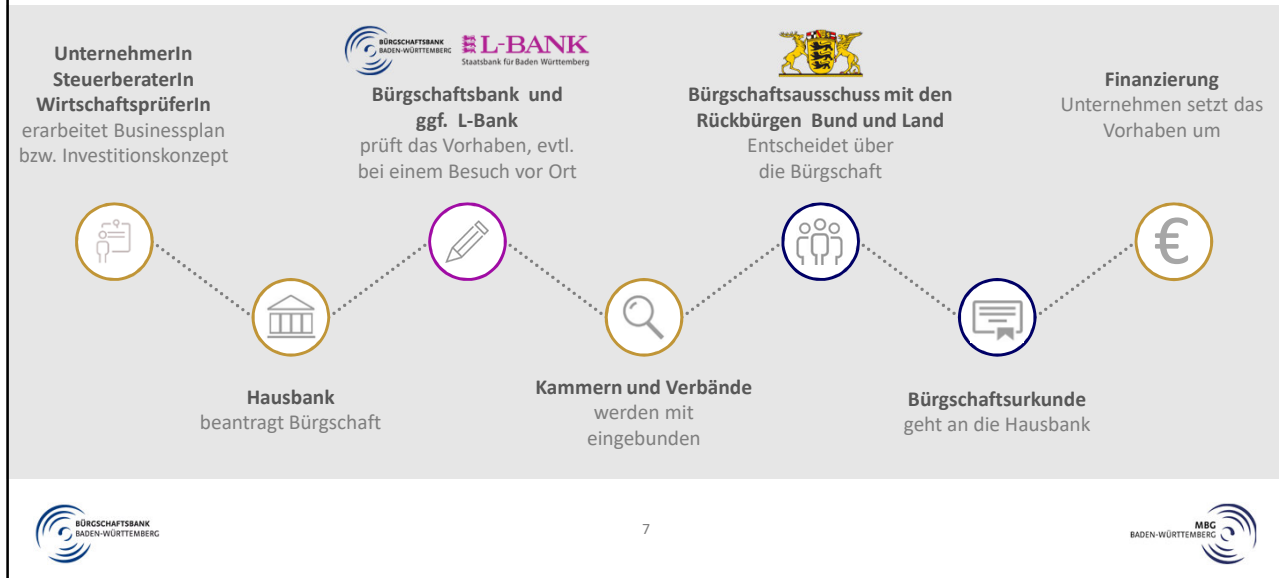 UnternehmerIn
SteuerberaterIn
WirtschaftsprüferIn
erarbeitet Businessplan
bzw. Investitionskonzept
Hausbank
beantragt Bürgschaft
BÜRGSCHAFTSBANK
BADEN-WÜRTTEMBERG
L-BANK
Staatsbank für Baden Württemberg
Bürgschaftsbank und
ggf. L-Bank
prüft das Vorhaben, evtl.
bei einem Besuch vor Ort
Kammern und Verbände
werden mit
eingebunden
Bürgschaftsausschuss mit den
Rückbürgen Bund und Land
Entscheidet über
die Bürgschaft
Bürgschaftsurkunde
geht an die Hausbank
Finanzierung
Unternehmen setzt das
Vorhaben um
€
BÜRGSCHAFTSBANK
BADEN-WÜRTTEMBERG
7
MBG
BADEN-WÜRTTEMBERG